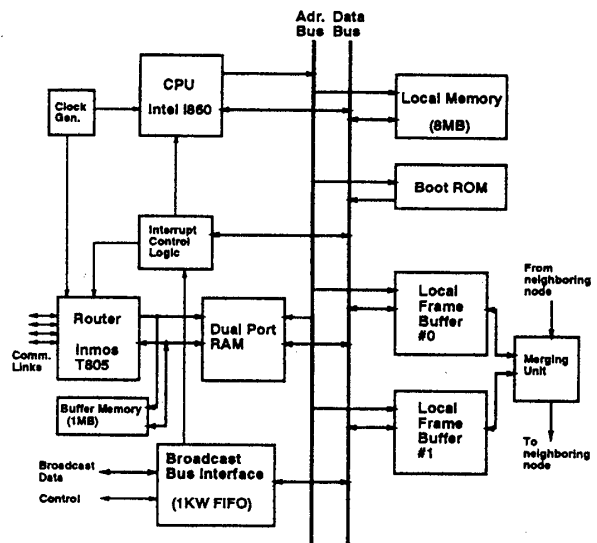 Adr. Data
Bus Bus
CPU
Intel I860
Clock
Gen.
Local Memory
(8MB)
Boot ROM
Interrupt
Control
Logic
From
neighboring
node
Router
Inmos
T805
Dual Port
RAM
Local
Frame
Buffer
#0
Merging
Unit
Comm.
Links
Buffer Memory
(1MB)
Local
Frame
Buffer
#1
To
neighboring
node
Broadcast
Data
Control
Broadcast
Bus Interface
(1KW FIFO)